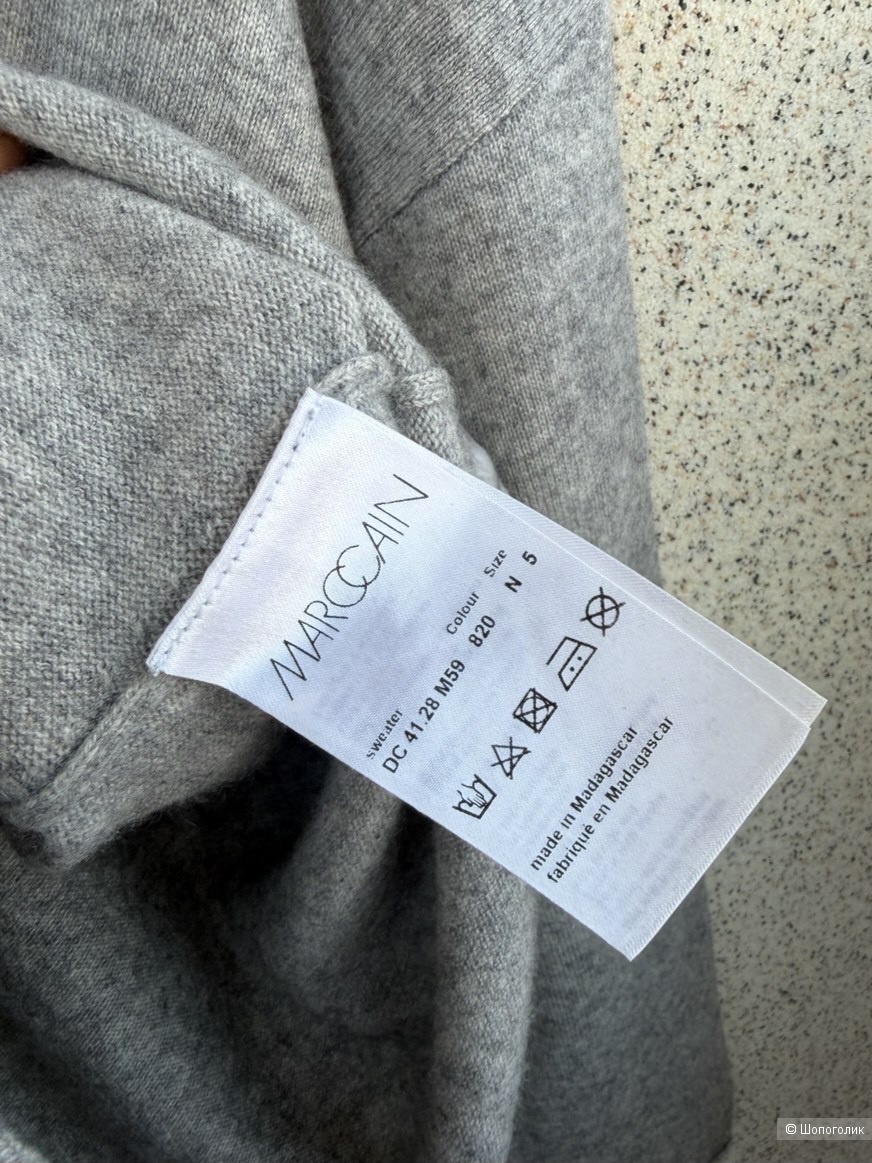 MARCCAIN
Colour Size
sweater
DC 41.28 M59 820 N 5
made in Madagascar
fabriqué en Madagascar
© Шопоголик